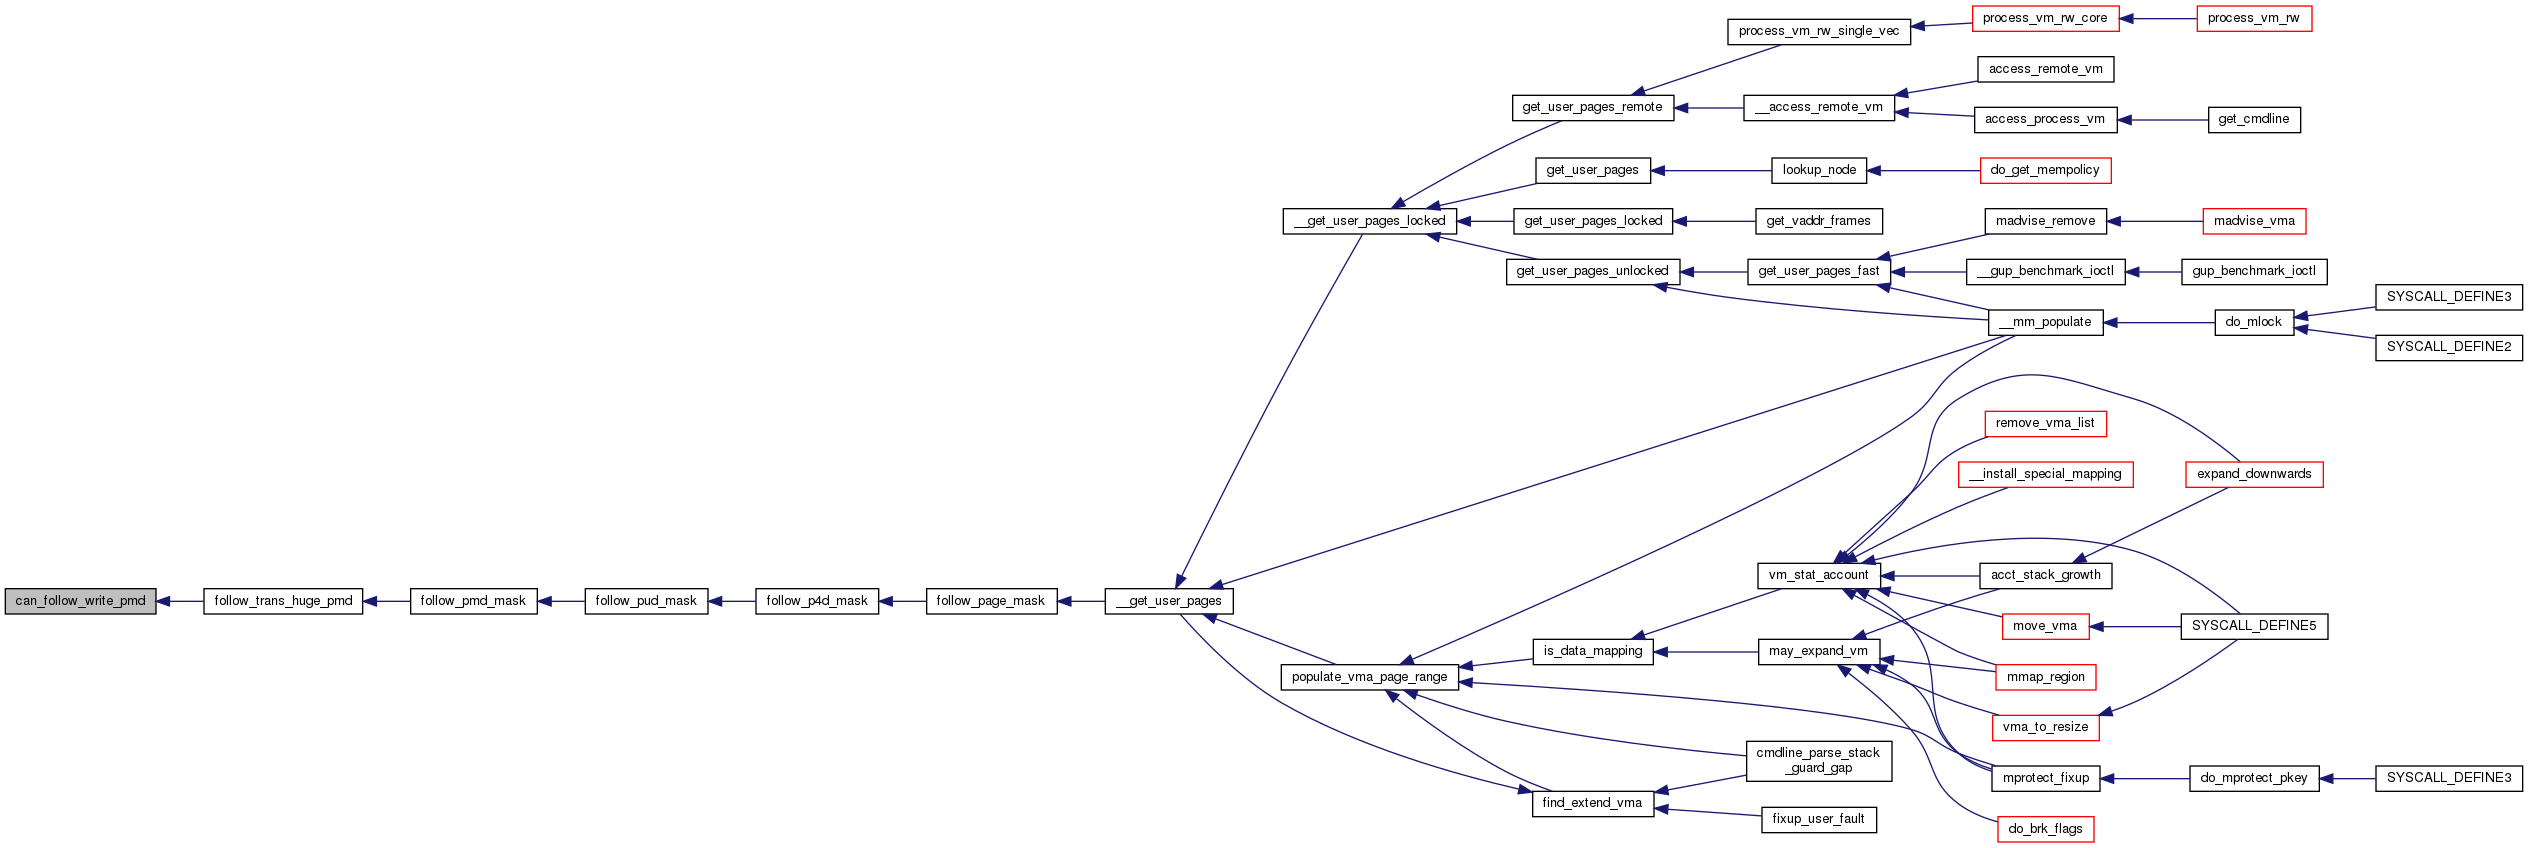 process_vm_rw_core
process_vm_rw
process_vm_rw_single_vec
access_remote_vm
get_user_pages_remote
__access_remote_vm
access_process_vm
get_cmdline
get_user_pages
lookup_node
do_get_mempolicy
__get_user_pages_locked
get_user_pages_locked
get_vaddr_frames
madvise_remove
madvise_vma
get_user_pages_unlocked
get_user_pages_fast
__gup_benchmark_ioctl
gup_benchmark_ioctl
SYSCALL_DEFINE3
__mm_populate
do_mlock
SYSCALL_DEFINE2
remove_vma_list
__install_special_mapping
expand_downwards
vm_stat_account
acct_stack_growth
can_follow_write_pmd
follow_trans_huge_pmd
follow_pmd_mask
follow_pud_mask
follow_p4d_mask
follow_page_mask
__get_user_pages
move_vma
SYSCALL_DEFINE5
is_data_mapping
may_expand_vm
populate_vma_page_range
mmap_region
vma_to_resize
cmdline_parse_stack
_guard_gap
mprotect_fixup
do_mprotect_pkey
SYSCALL_DEFINE3
find_extend_vma
fixup_user_fault
do_brk_flags